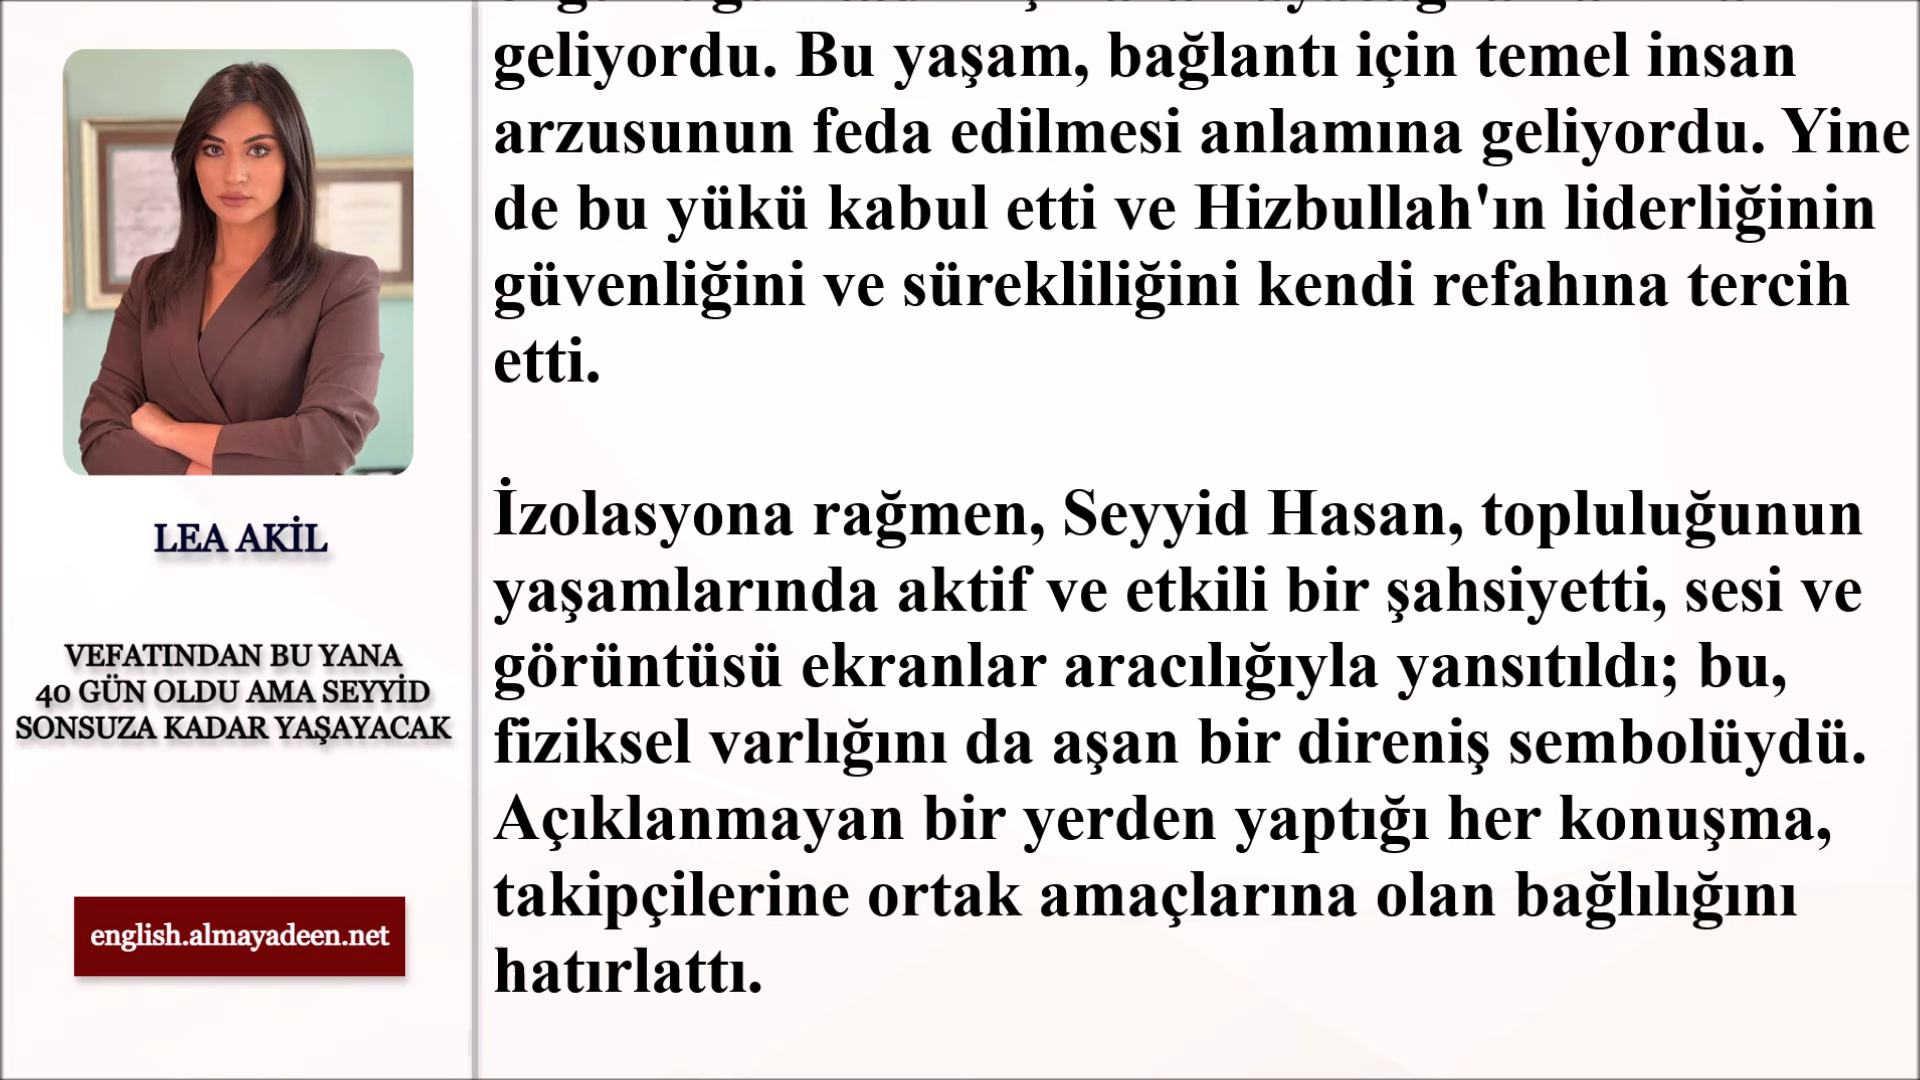 geliyordu. Bu yaşam, bağlantı için temel insan
arzusunun feda edilmesi anlamına geliyordu. Yine
de bu yükü kabul etti ve Hizbullah'ın liderliğinin
güvenliğini ve sürekliliğini kendi refahına tercih
etti.
İzolasyona rağmen, Seyyid Hasan, topluluğunun
yaşamlarında aktif ve etkili bir şahsiyetti, sesi ve
görüntüsü ekranlar aracılığıyla yansıtıldı; bu,
fiziksel varlığını da aşan bir direniş sembolüydü.
Açıklanmayan bir yerden yaptığı her konuşma,
takipçilerine ortak amaçlarına olan bağlılığını
hatırlattı.
LEA AKİL
VEFATINDAN BU YANA
40 GÜN OLDU AMA SEYYİD
SONSUZA KADAR YAŞAYACAK
english.almayadeen.net